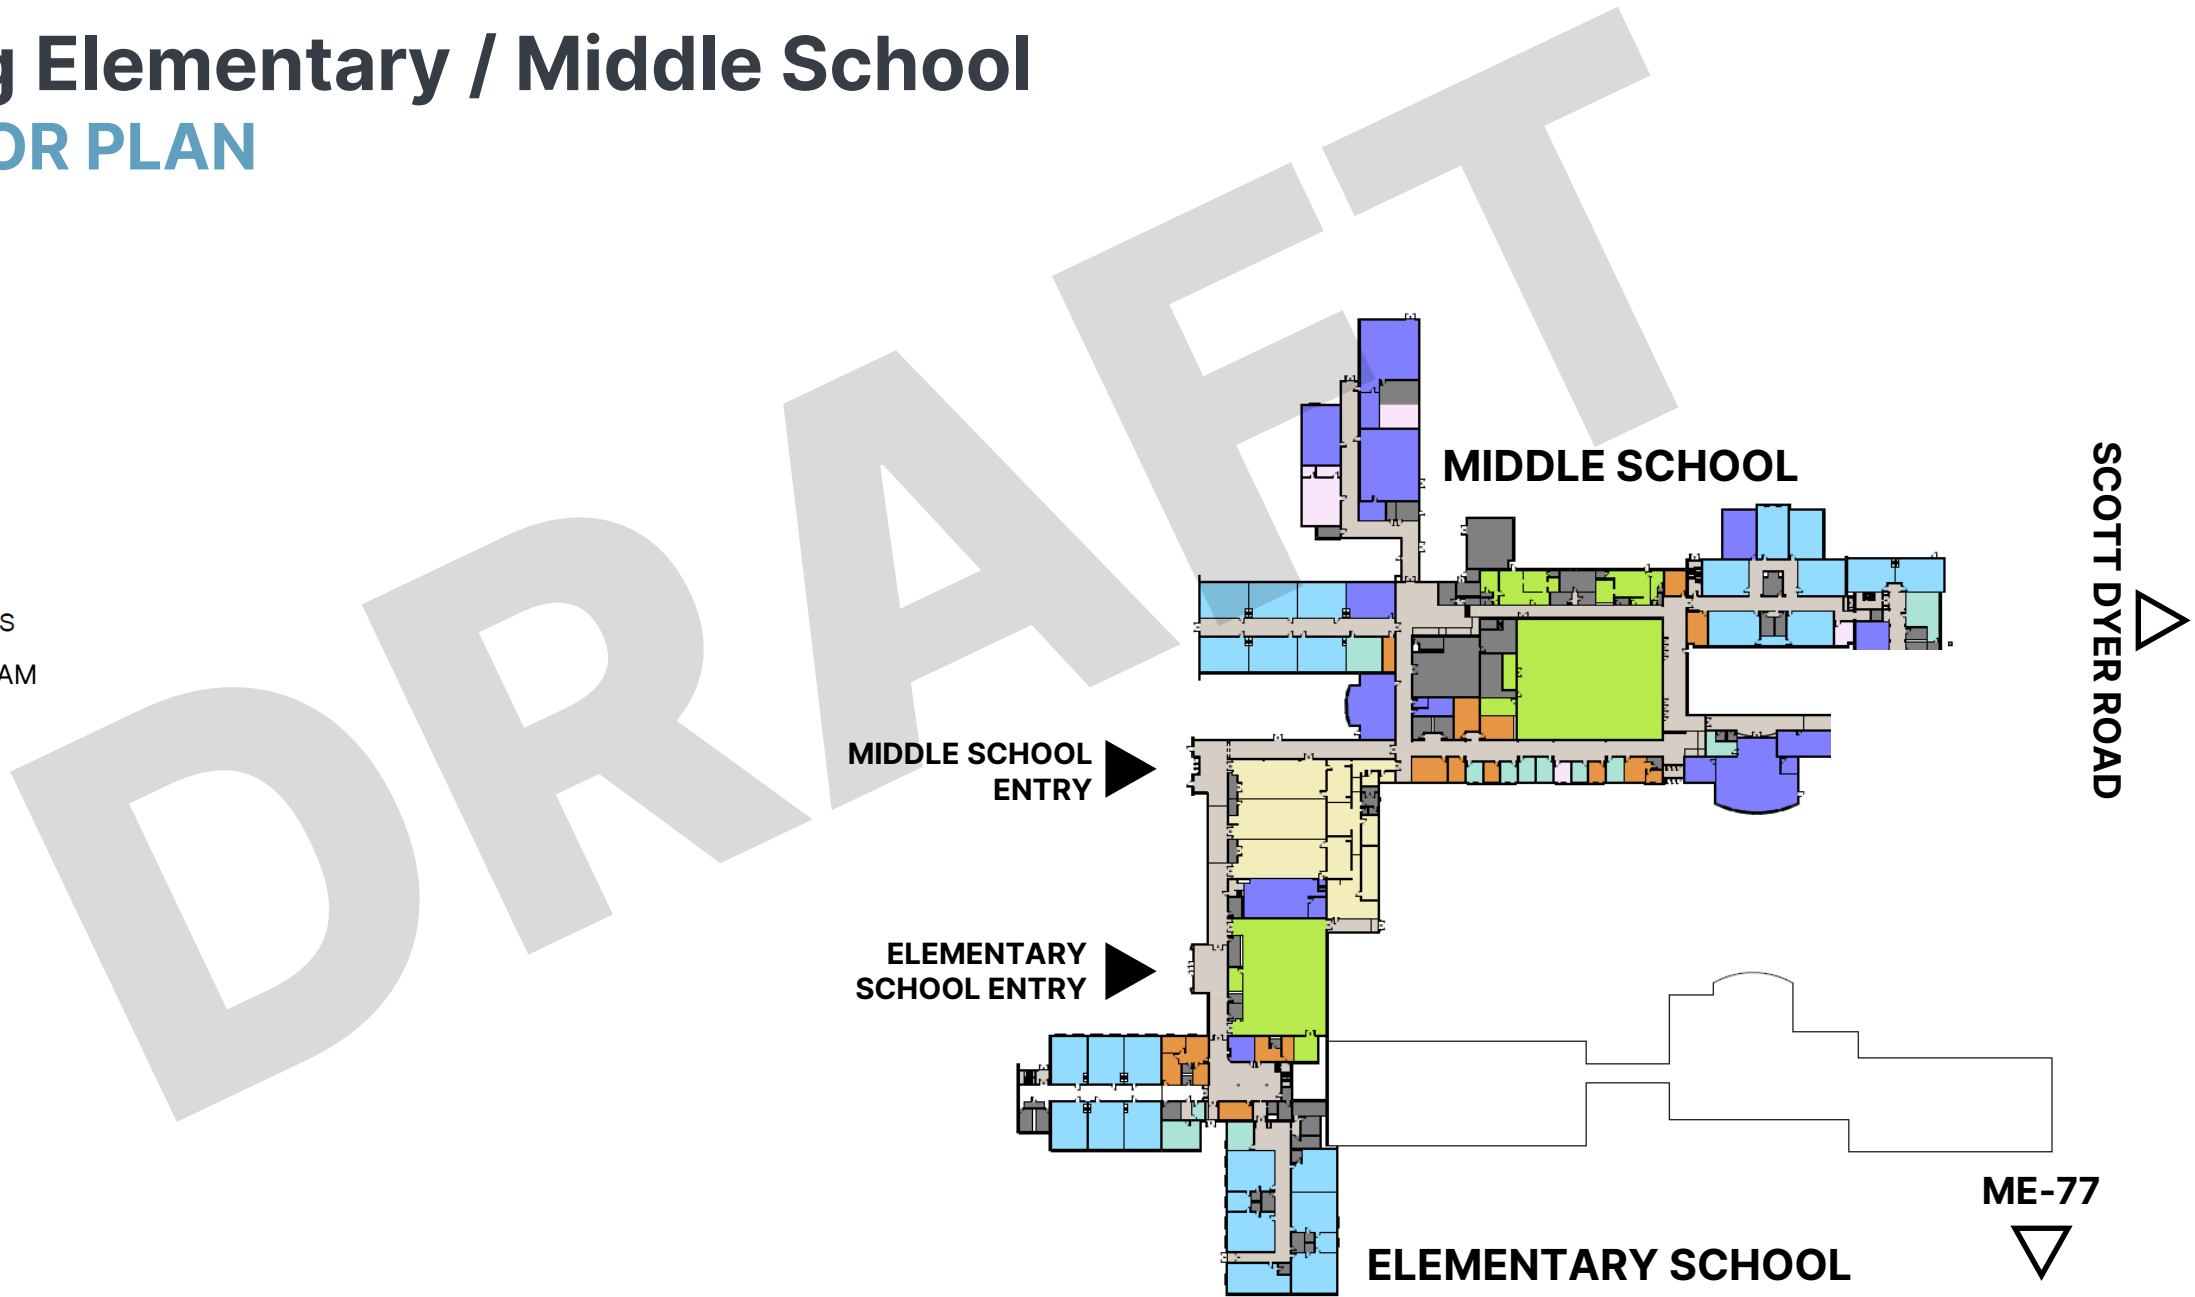 g Elementary / Middle School
OR PLAN
S
AM
DRAFT
MIDDLE SCHOOL
SCOTT DYER ROAD
MIDDLE SCHOOL
ENTRY
ELEMENTARY
SCHOOL ENTRY
ME-77
ELEMENTARY SCHOOL